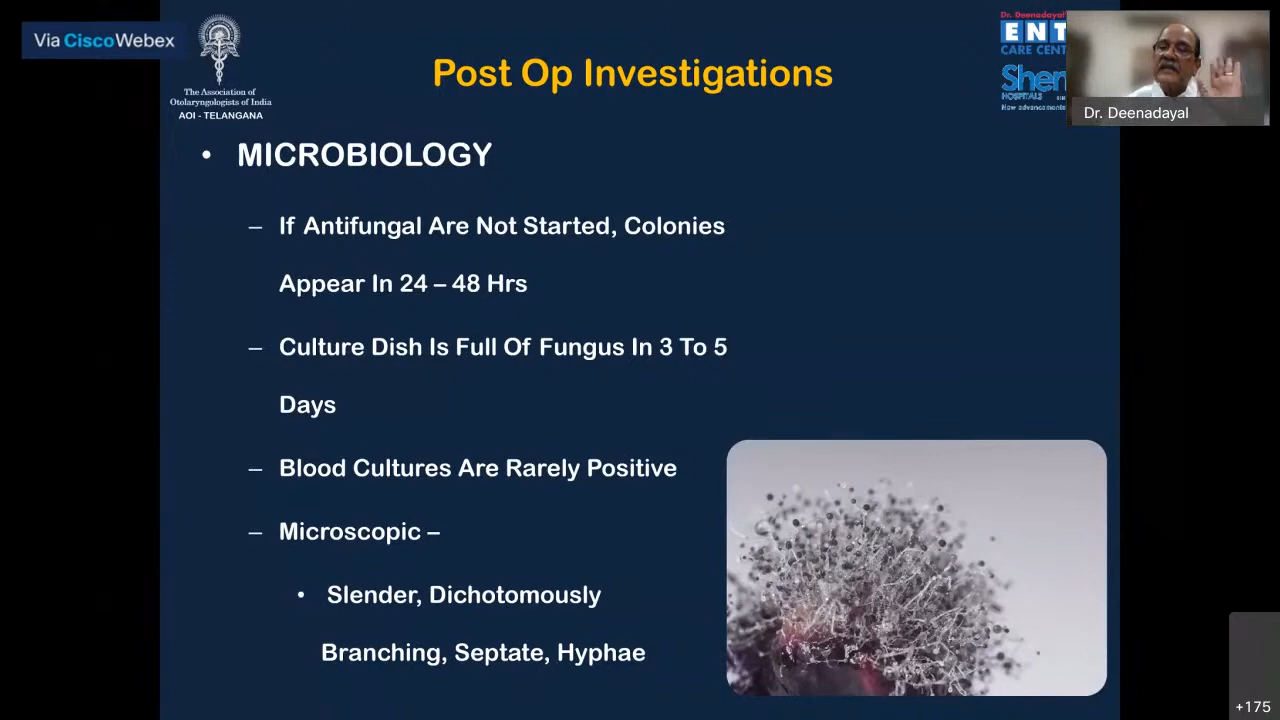 Via Cisco Webex
The Association of
Otolaryngologists of India
AOI - TELANGANA
Post Op Investigations
Dr. Deenadayal
ENT
CARE CENT
Shen
HOSPITALS
New advancements
Dr. Deenadayal
• MICROBIOLOGY
– If Antifungal Are Not Started, Colonies
Appear In 24 – 48 Hrs
– Culture Dish Is Full Of Fungus In 3 To 5
Days
– Blood Cultures Are Rarely Positive
– Microscopic –
• Slender, Dichotomously
Branching, Septate, Hyphae
+175